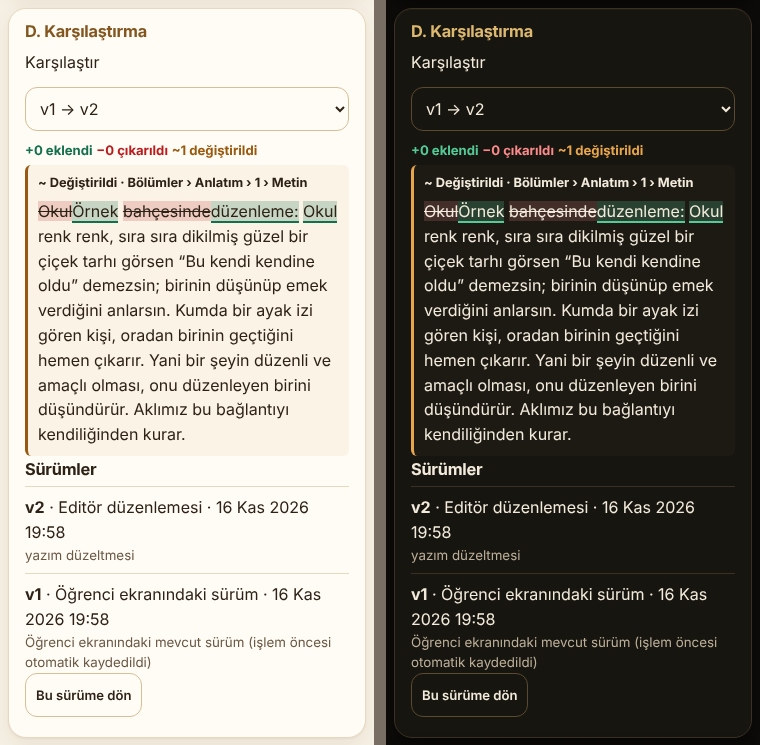 D. Karşılaştırma
Karşılaştır
v1 → v2
+0 eklendi −0 çıkarıldı ~1 değiştirildi
~ Değiştirildi · Bölümler › Anlatım › 1 › Metin
OkulÖrnek bahçesindedüzenleme: Okul
renk renk, sıra sıra dikilmiş güzel bir
çiçek tarhı görsen “Bu kendi kendine
oldu” demezsin; birinin düşünüp emek
verdiğini anlarsın. Kumda bir ayak izi
gören kişi, oradan birinin geçtiğini
hemen çıkarır. Yani bir şeyin düzenli ve
amaçlı olması, onu düzenleyen birini
düşündürür. Aklımız bu bağlantıyı
kendiliğinden kurar.
Sürümler
v2 · Editör düzenlemesi · 16 Kas 2026
19:58
yazım düzeltmesi
v1 · Öğrenci ekranındaki sürüm · 16 Kas
2026 19:58
Öğrenci ekranındaki mevcut sürüm (işlem öncesi
otomatik kaydedildi)
Bu sürüme dön
D. Karşılaştırma
Karşılaştır
v1 → v2
+0 eklendi −0 çıkarıldı ~1 değiştirildi
~ Değiştirildi · Bölümler › Anlatım › 1 › Metin
OkulÖrnek bahçesindedüzenleme: Okul
renk renk, sıra sıra dikilmiş güzel bir
çiçek tarhı görsen “Bu kendi kendine
oldu” demezsin; birinin düşünüp emek
verdiğini anlarsın. Kumda bir ayak izi
gören kişi, oradan birinin geçtiğini
hemen çıkarır. Yani bir şeyin düzenli ve
amaçlı olması, onu düzenleyen birini
düşündürür. Aklımız bu bağlantıyı
kendiliğinden kurar.
Sürümler
v2 · Editör düzenlemesi · 16 Kas 2026
19:58
yazım düzeltmesi
v1 · Öğrenci ekranındaki sürüm · 16 Kas
2026 19:58
Öğrenci ekranındaki mevcut sürüm (işlem öncesi
otomatik kaydedildi)
Bu sürüme dön